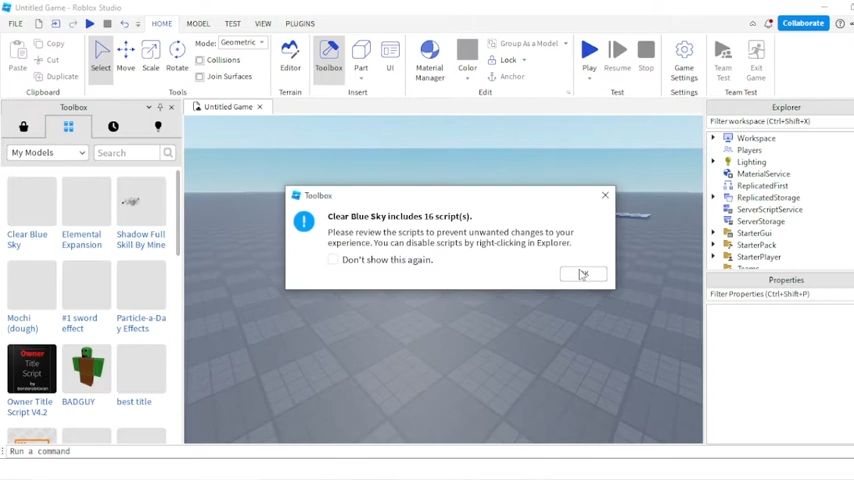 Untitled Game - Roblox Studio
FILE HOME MODEL TEST VIEW PLUGINS Collaborate
Paste Copy Cut Duplicate
Clipboard
Select Move Scale Rotate
Mode: Geometric
Collisions
Join Surfaces
Tools
Editor
Terrain
Toolbox Part UI
Insert
Material Manager
Color
Group As a Model
Lock
Anchor
Edit
Play Resume Stop
Test
Game Settings
Team Test
Exit Game
Team Test
Toolbox
Untitled Game
My Models
Search
Clear Blue Sky
Elemental Expansion
Shadow Full Skill By Mine
Mochi (dough)
#1 sword effect
Particle-a-Day Effects
Owner
Title
Script
Owner Title Script V4.2
BADGUY
best title
Toolbox
Clear Blue Sky includes 16 script(s).
Please review the scripts to prevent unwanted changes to your
experience. You can disable scripts by right-clicking in Explorer.
Don't show this again.
Explorer
Filter workspace (Ctrl+Shift+X)
Workspace
Players
Lighting
MaterialService
ReplicatedFirst
ReplicatedStorage
ServerScriptService
ServerStorage
StarterGui
StarterPack
StarterPlayer
Teams
Properties
Filter Properties (Ctrl+Shift+P)
Run a command